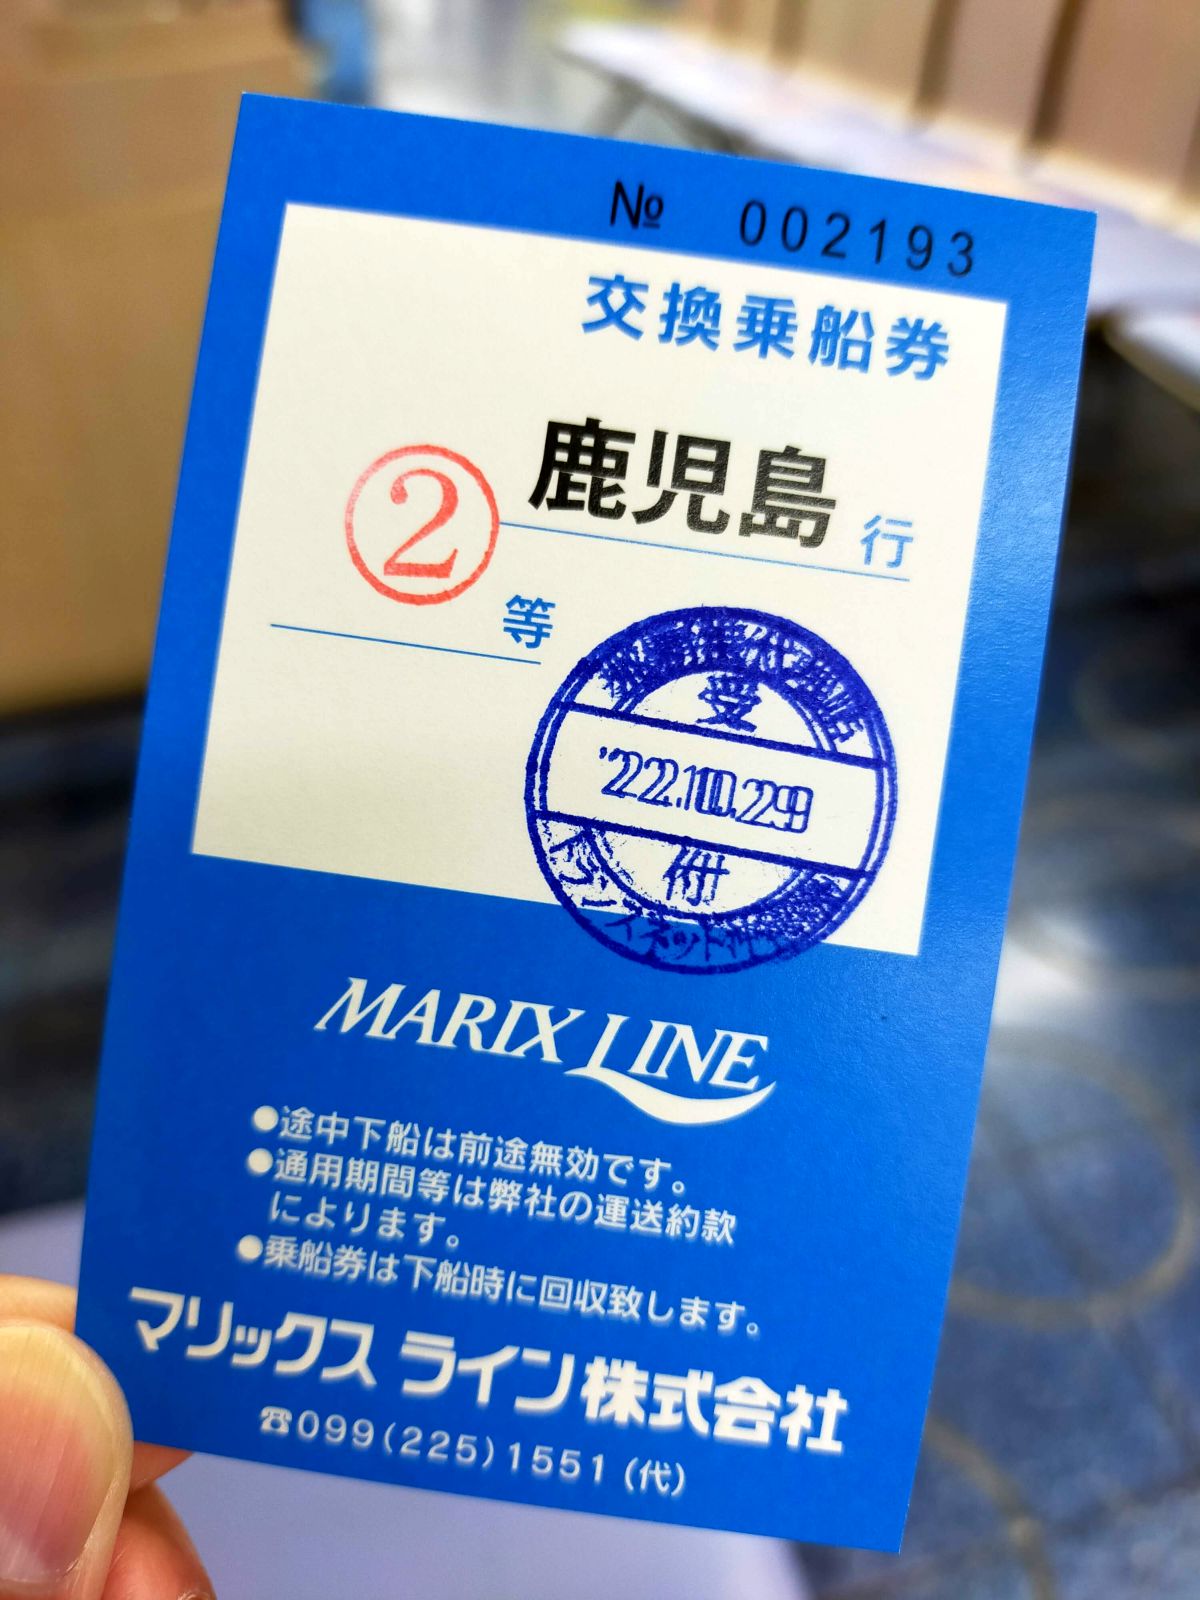 № 002193
交換乗船券
鹿児島 行
② 等
受
'22.10.29
付
MARIX LINE
●途中下船は前途無効です。
●通用期間等は弊社の運送約款
によります。
●乗船券は下船時に回収致します。
マリックス ライン株式会社
☎099(225)1551(代)